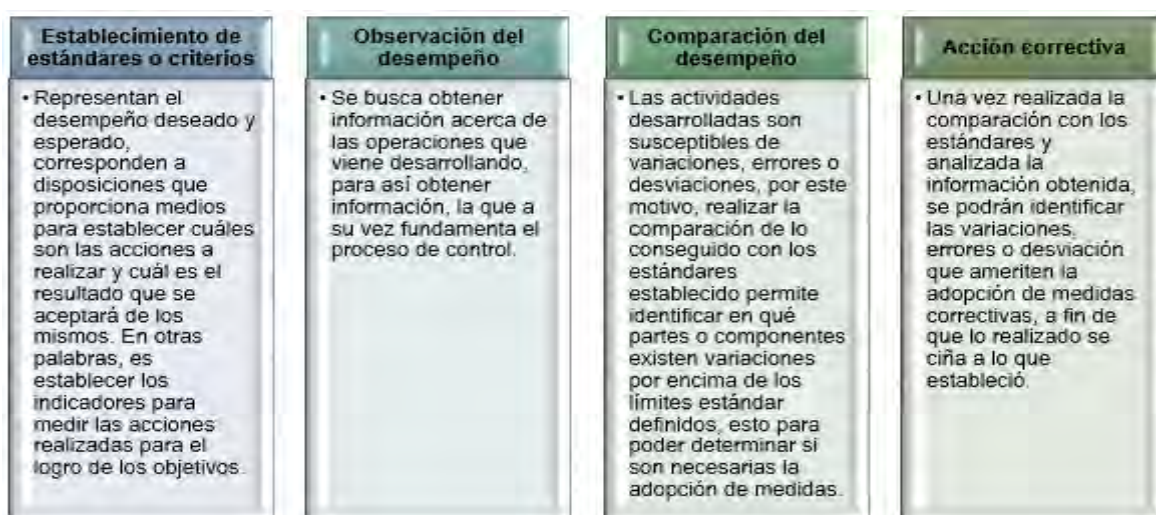 Establecimiento de
estándares o criterios
• Representan el
desempeño deseado y
esperado,
corresponden a
disposiciones que
proporciona medios
para establecer cuáles
son las acciones a
realizar y cuál es el
resultado que se
aceptará de los
mismos. En otras
palabras, es
establecer los
indicadores para
medir las acciones
realizadas para el
logro de los objetivos.
Observación del
desempeño
• Se busca obtener
información acerca de
las operaciones que
viene desarrollando,
para así obtener
información, la que a
su vez fundamenta el
proceso de control.
Comparación del
desempeño
• Las actividades
desarrolladas son
susceptibles de
variaciones, errores o
desviaciones, por este
motivo, realizar la
comparación de lo
conseguido con los
estándares
establecido permite
identificar en qué
partes o componentes
existen variaciones
por encima de los
límites estándar
definidos, esto para
poder determinar si
son necesarias la
adopción de medidas.
Acción correctiva
• Una vez realizada la
comparación con los
estándares y
analizada la
información obtenida,
se podrán identificar
las variaciones,
errores o desviación
que ameriten la
adopción de medidas
correctivas, a fin de
que lo realizado se
ciña a lo que
estableció.